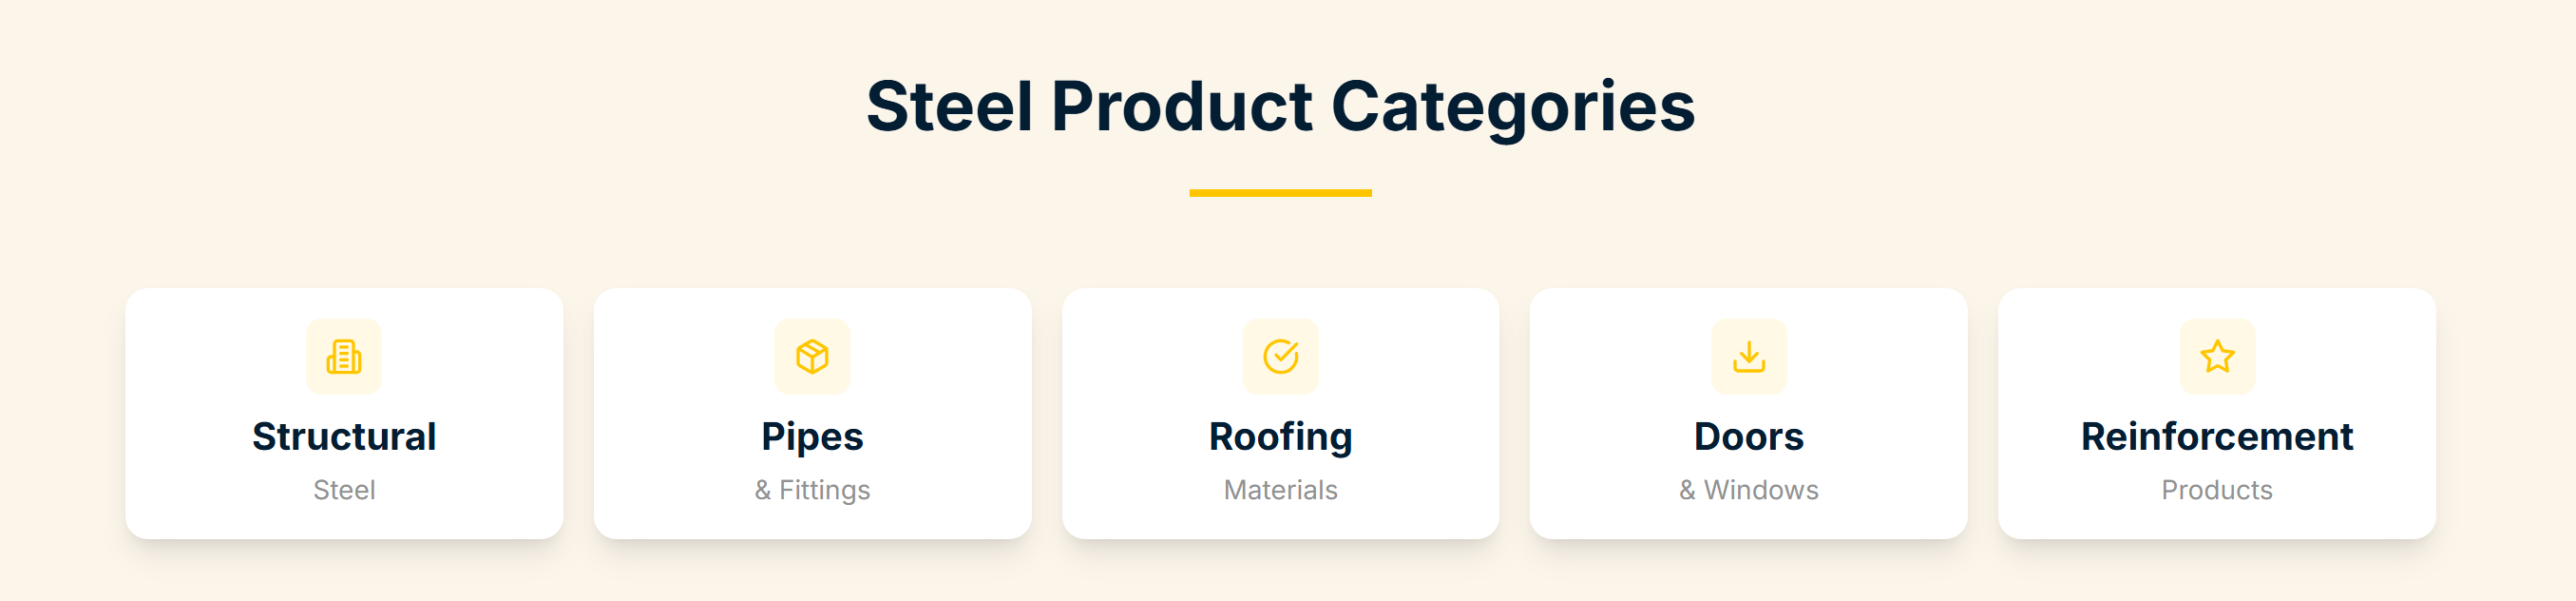 Steel Product Categories
Structural
Steel
Pipes
& Fittings
Roofing
Materials
Doors
& Windows
Reinforcement
Products